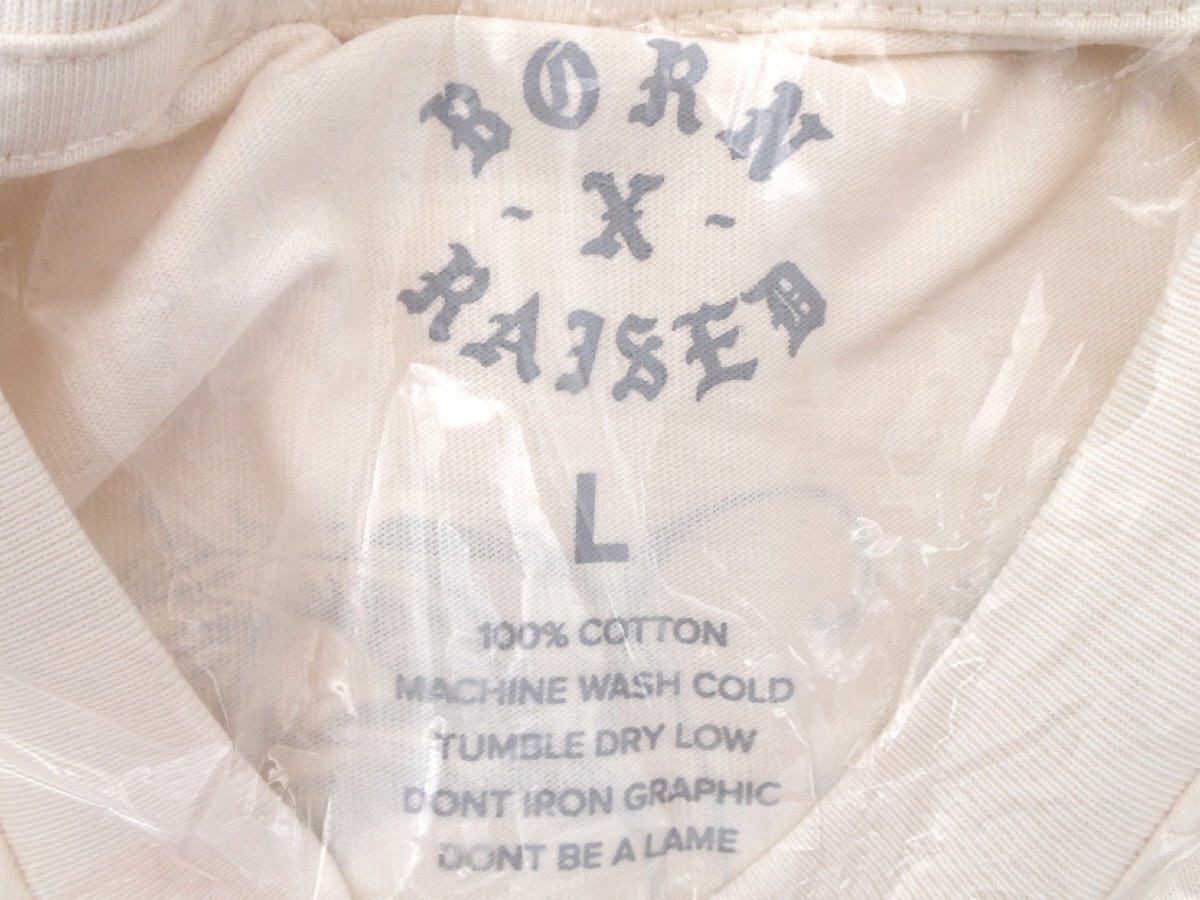 BORN
~ X ~
RAISED
L
100% COTTON
MACHINE WASH COLD
TUMBLE DRY LOW
DONT IRON GRAPHIC
DONT BE A LAME